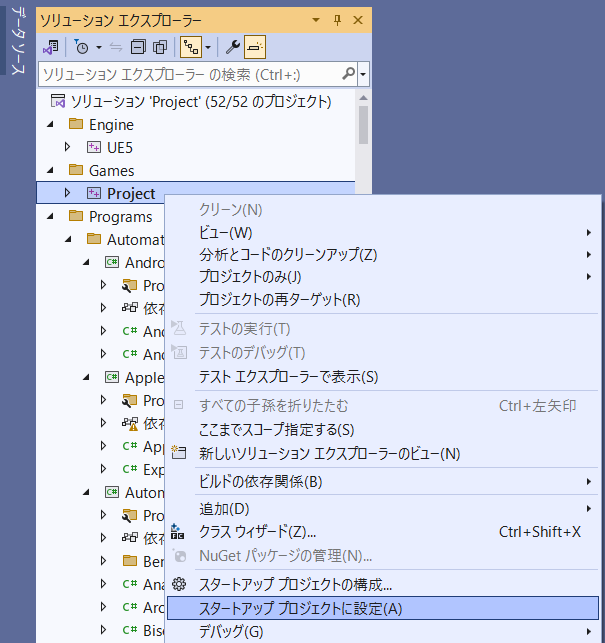 データ ソース
ソリューション エクスプローラー
ソリューション エクスプローラー の検索 (Ctrl+:)
ソリューション 'Project' (52/52 のプロジェクト)
Engine
UE5
Games
Project
Programs
Automat
Andro
Pro
依存
And
And
Apple
Pro
依存
App
Exp
Autom
Pro
依存
Ber
Ana
Arc
Bis
クリーン(N)
ビュー(W)
分析とコードのクリーンアップ(Z)
プロジェクトのみ(J)
プロジェクトの再ターゲット(R)
テストの実行(T)
テストのデバッグ(T)
テスト エクスプローラーで表示(S)
すべての子孫を折りたたむ Ctrl+左矢印
ここまでスコープ指定する(S)
新しいソリューション エクスプローラーのビュー(N)
ビルドの依存関係(B)
追加(D)
クラス ウィザード(Z)... Ctrl+Shift+X
NuGet パッケージの管理(N)...
スタートアップ プロジェクトの構成...
スタートアップ プロジェクトに設定(A)
デバッグ(G)